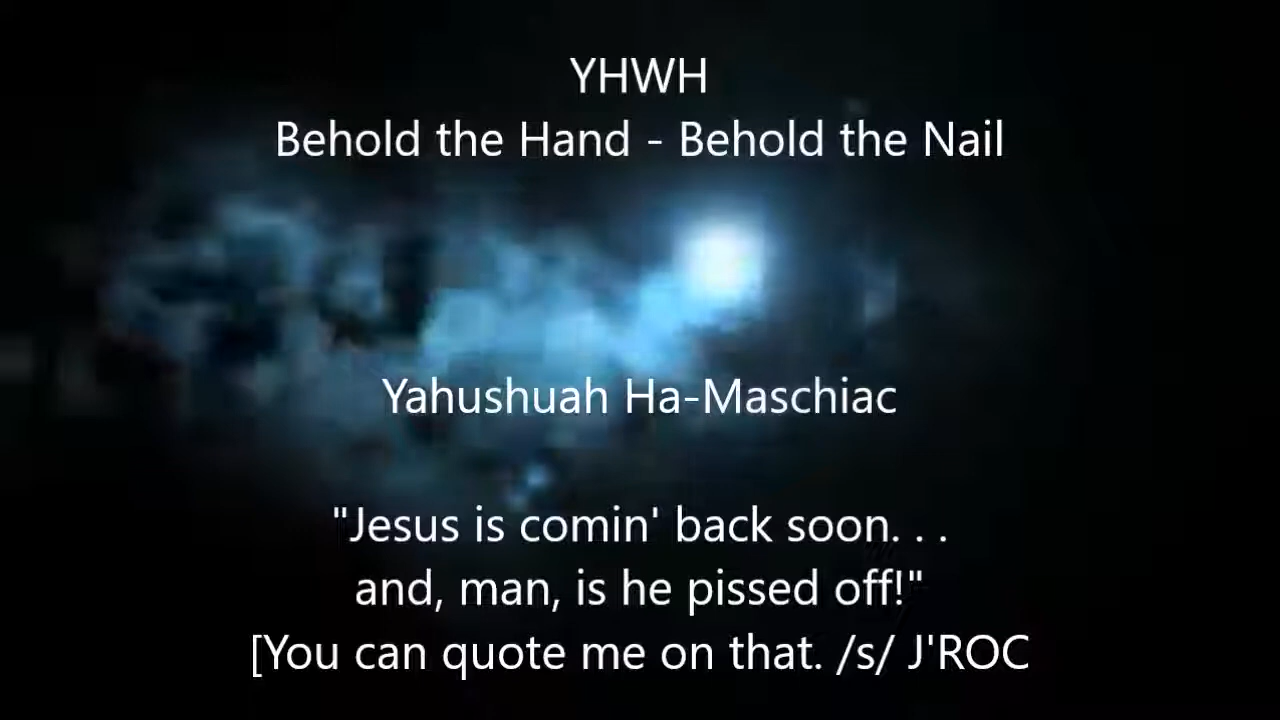 YHWH
Behold the Hand - Behold the Nail
Yahushuah Ha-Maschiac
"Jesus is comin' back soon. . .
and, man, is he pissed off!"
[You can quote me on that. /s/ J'ROC